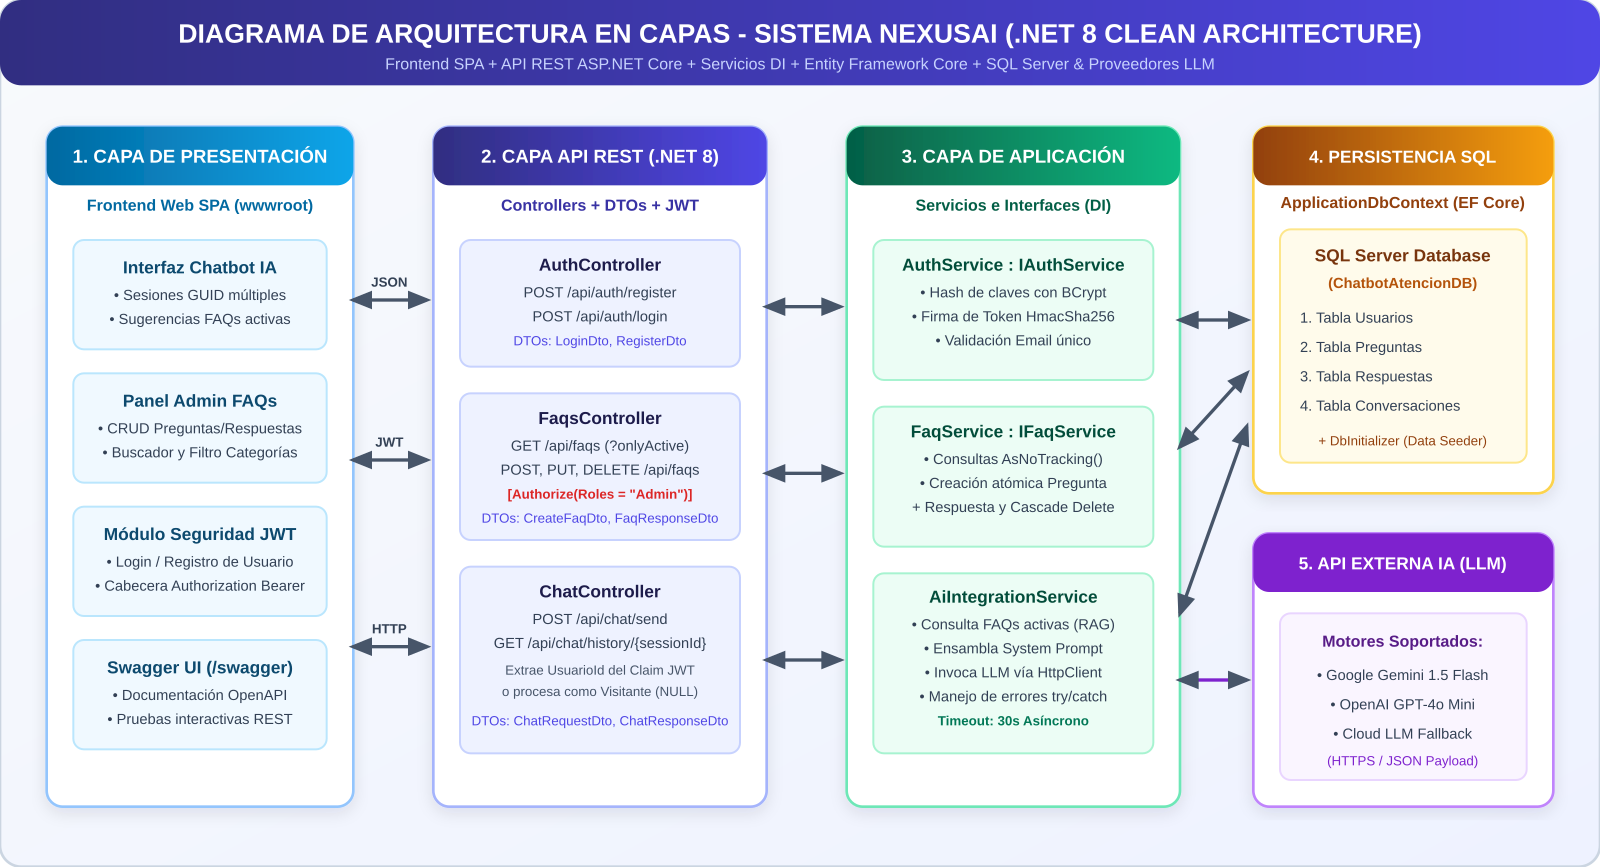 DIAGRAMA DE ARQUITECTURA EN CAPAS - SISTEMA NEXUSAI (.NET 8 CLEAN ARCHITECTURE)
Frontend SPA + API REST ASP.NET Core + Servicios DI + Entity Framework Core + SQL Server & Proveedores LLM
1. CAPA DE PRESENTACIÓN
Frontend Web SPA (wwwroot)
Interfaz Chatbot IA
• Sesiones GUID múltiples
• Sugerencias FAQs activas
Panel Admin FAQs
• CRUD Preguntas/Respuestas
• Buscador y Filtro Categorías
Módulo Seguridad JWT
• Login / Registro de Usuario
• Cabecera Authorization Bearer
Swagger UI (/swagger)
• Documentación OpenAPI
• Pruebas interactivas REST
JSON
JWT
HTTP
2. CAPA API REST (.NET 8)
Controllers + DTOs + JWT
AuthController
POST /api/auth/register
POST /api/auth/login
DTOs: LoginDto, RegisterDto
FaqsController
GET /api/faqs (?onlyActive)
POST, PUT, DELETE /api/faqs
[Authorize(Roles = "Admin")]
DTOs: CreateFaqDto, FaqResponseDto
ChatController
POST /api/chat/send
GET /api/chat/history/{sessionId}
Extrae UsuarioId del Claim JWT
o procesa como Visitante (NULL)
DTOs: ChatRequestDto, ChatResponseDto
3. CAPA DE APLICACIÓN
Servicios e Interfaces (DI)
AuthService : IAuthService
• Hash de claves con BCrypt
• Firma de Token HmacSha256
• Validación Email único
FaqService : IFaqService
• Consultas AsNoTracking()
• Creación atómica Pregunta
+ Respuesta y Cascade Delete
AiIntegrationService
• Consulta FAQs activas (RAG)
• Ensambla System Prompt
• Invoca LLM vía HttpClient
• Manejo de errores try/catch
Timeout: 30s Asíncrono
4. PERSISTENCIA SQL
ApplicationDbContext (EF Core)
SQL Server Database
(ChatbotAtencionDB)
1. Tabla Usuarios
2. Tabla Preguntas
3. Tabla Respuestas
4. Tabla Conversaciones
+ DbInitializer (Data Seeder)
5. API EXTERNA IA (LLM)
Motores Soportados:
• Google Gemini 1.5 Flash
• OpenAI GPT-4o Mini
• Cloud LLM Fallback
(HTTPS / JSON Payload)